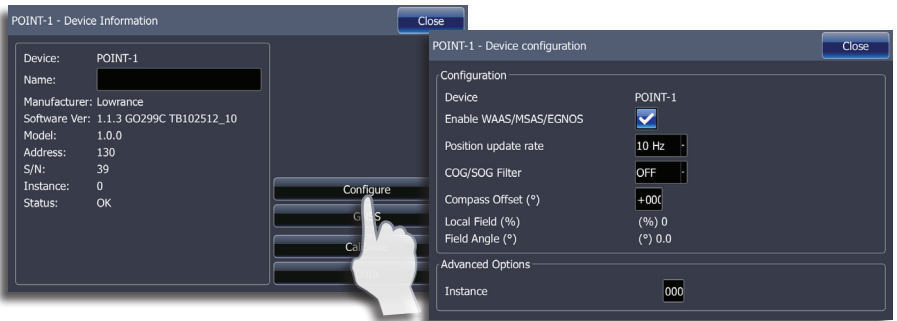 POINT-1 - Device Information
Close
Device: POINT-1
Name:
Manufacturer: Lowrance
Software Ver: 1.1.3 GO299C TB102512_10
Model: 1.0.0
Address: 130
S/N: 39
Instance: 0
Status: OK
Configure
POINT-1 - Device configuration
Close
Configuration
Device POINT-1
Enable WAAS/MSAS/EGNOS
Position update rate 10 Hz
COG/SOG Filter OFF
Compass Offset (°) +000
Local Field (%) (%) 0
Field Angle (°) (°) 0.0
Advanced Options
Instance 000